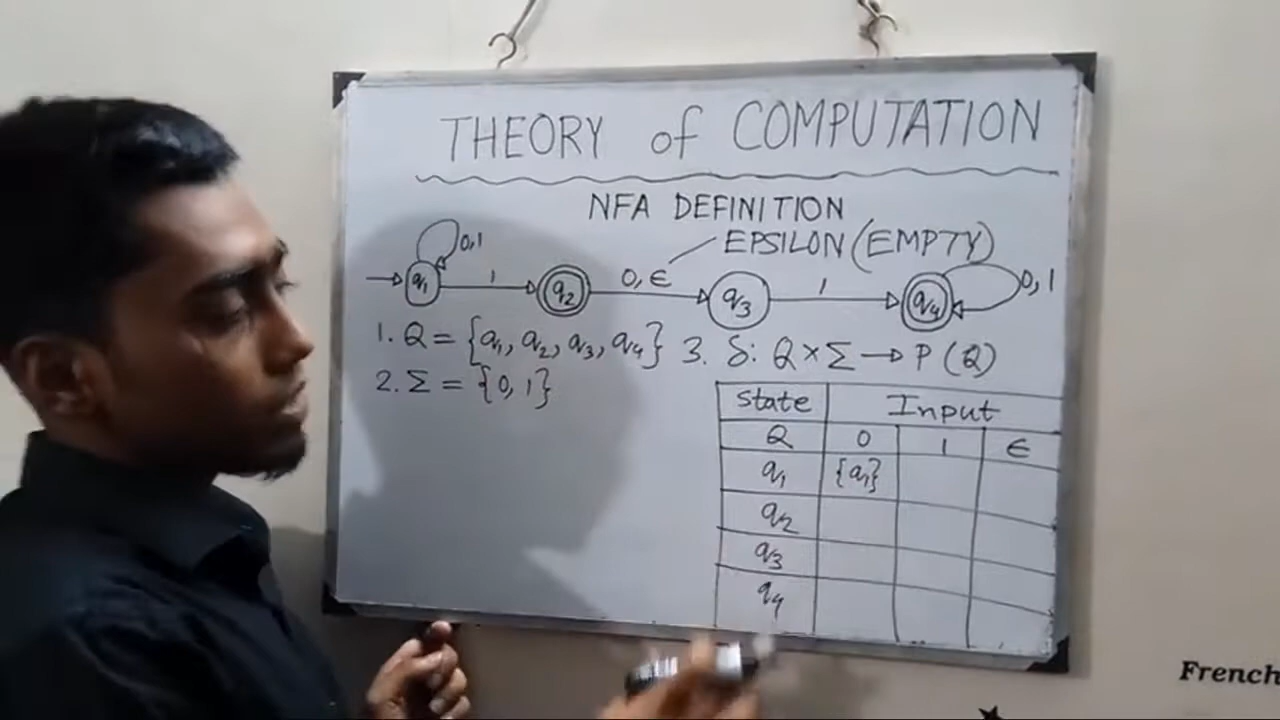 THEORY of COMPUTATION
NFA DEFINITION
EPSILON (EMPTY)
0,1
1
0, ϵ
1
0, 1
q1
q2
q3
q4
1. Q = {q1, q2, q3, q4}
2. Σ = {0, 1}
3. δ: Q × Σ → P (Q)
State Input
Q 0 1 ϵ
q1 {q1}
q2
q3
q4
French